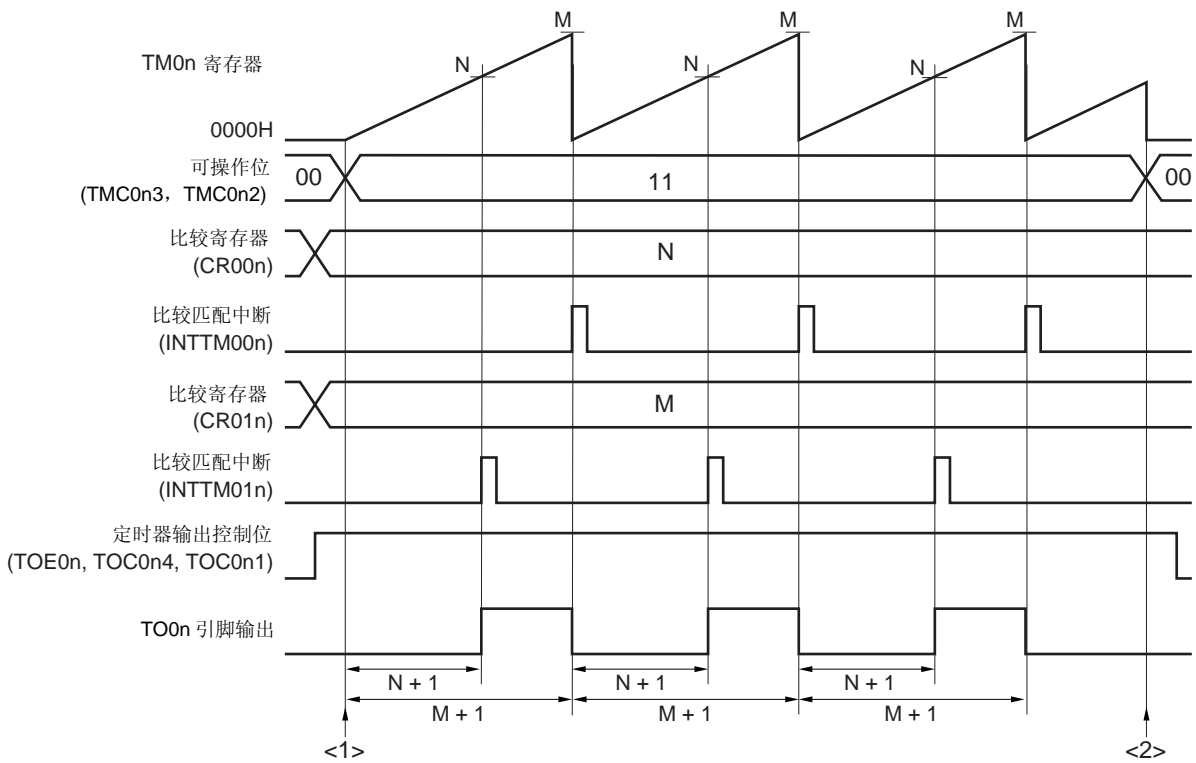 M M M
TM0n 寄存器
N N N
0000H
可操作位
(TMC0n3，TMC0n2)
00 11 00
比较寄存器
(CR00n)
N
比较匹配中断
(INTTM00n)
比较寄存器
(CR01n)
M
比较匹配中断
(INTTM01n)
定时器输出控制位
(TOE0n, TOC0n4, TOC0n1)
TO0n 引脚输出
N + 1 N + 1 N + 1
M + 1 M + 1 M + 1
<1> <2>